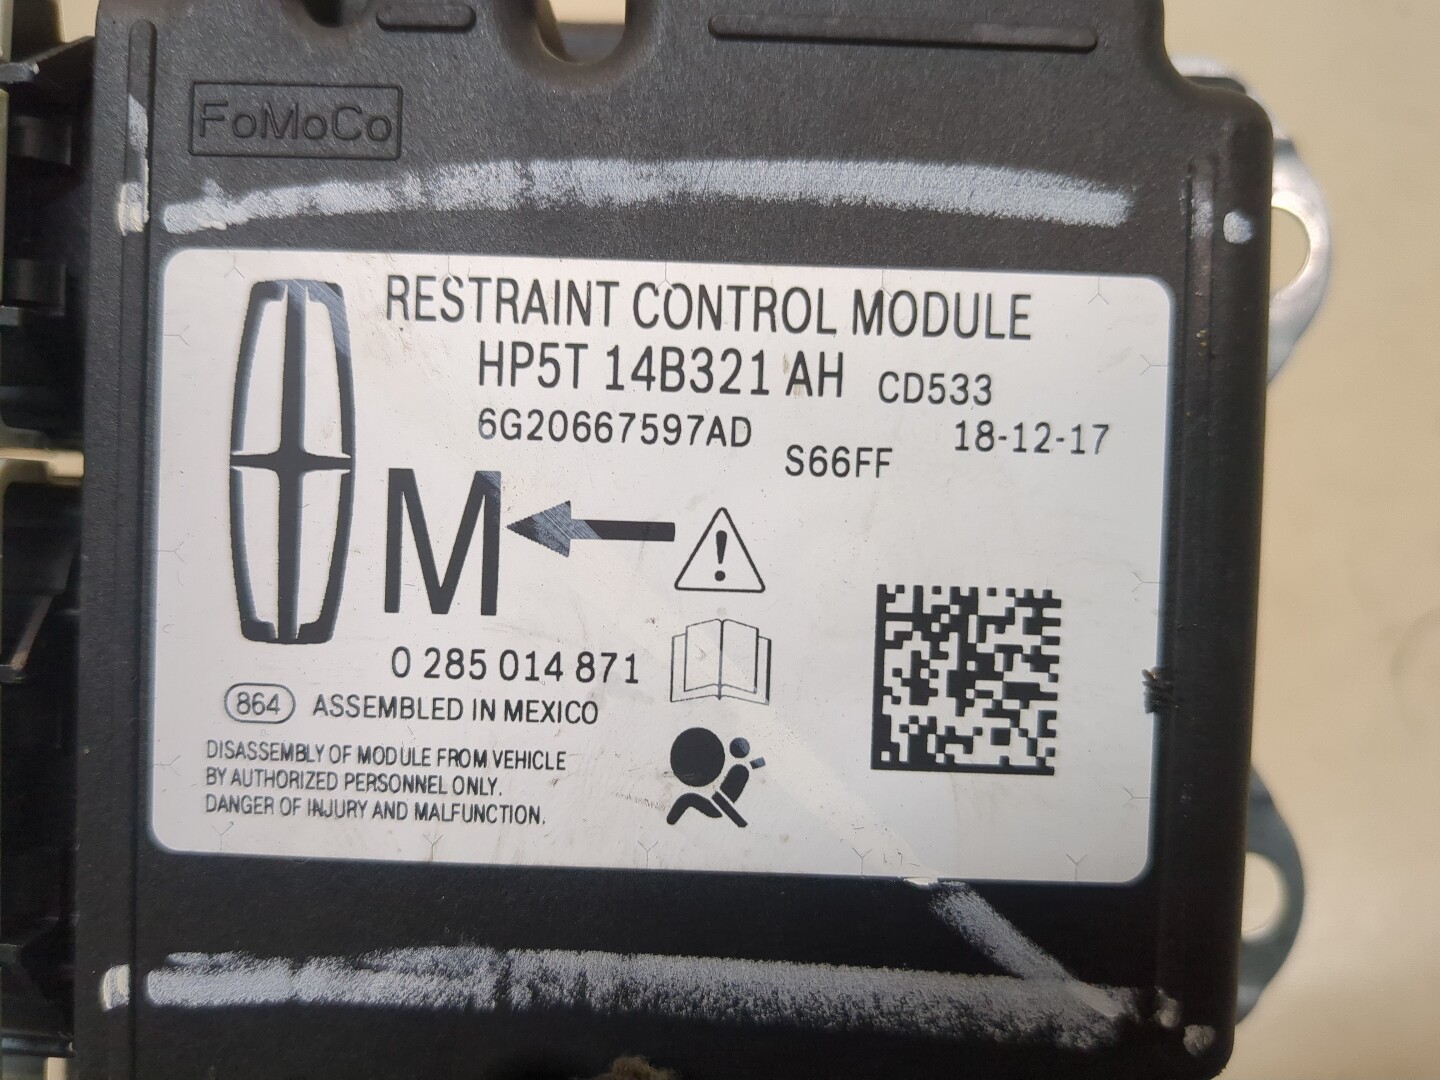 FoMoCo
RESTRAINT CONTROL MODULE
HP5T 14B321 AH CD533
6G20667597AD 18-12-17
S66FF
M
0 285 014 871
864 ASSEMBLED IN MEXICO
DISASSEMBLY OF MODULE FROM VEHICLE
BY AUTHORIZED PERSONNEL ONLY.
DANGER OF INJURY AND MALFUNCTION.